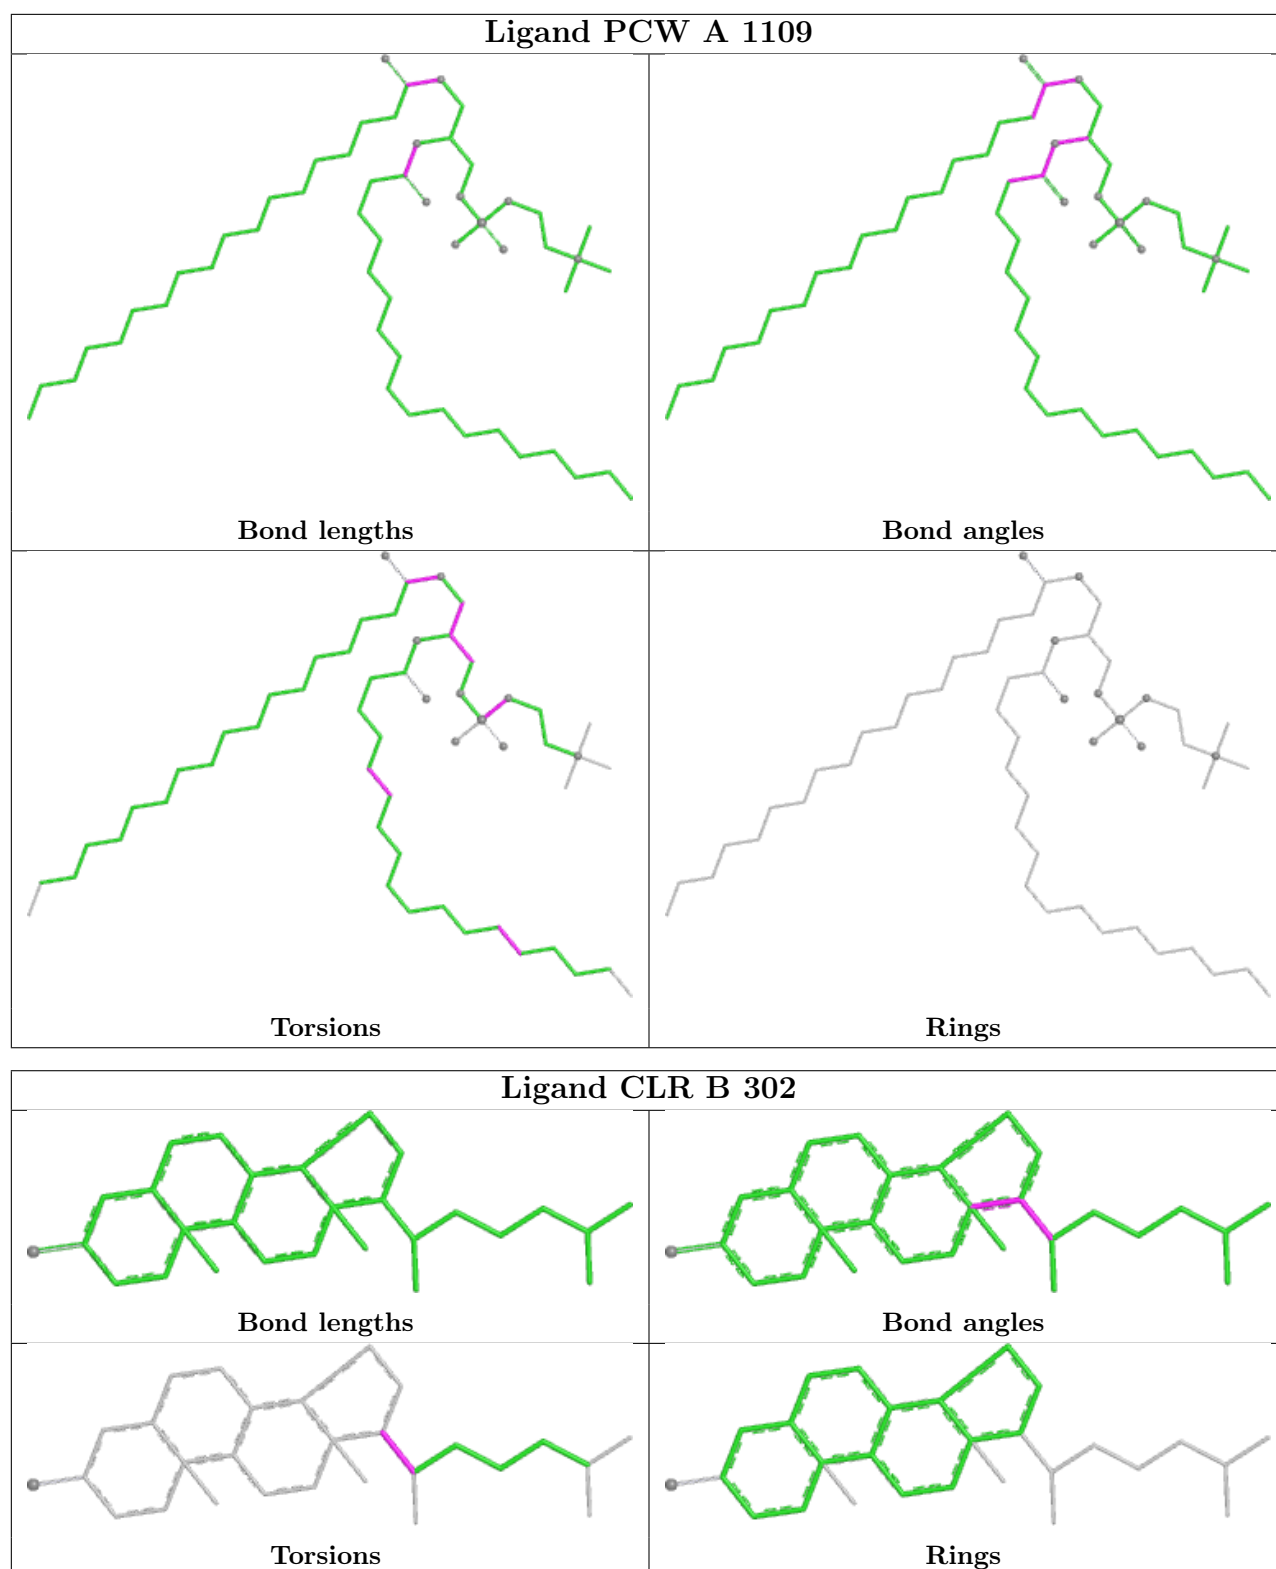 Ligand PCW A 1109
Bond lengths
Bond angles
Torsions
Rings
Ligand CLR B 302
Bond lengths
Bond angles
Torsions
Rings